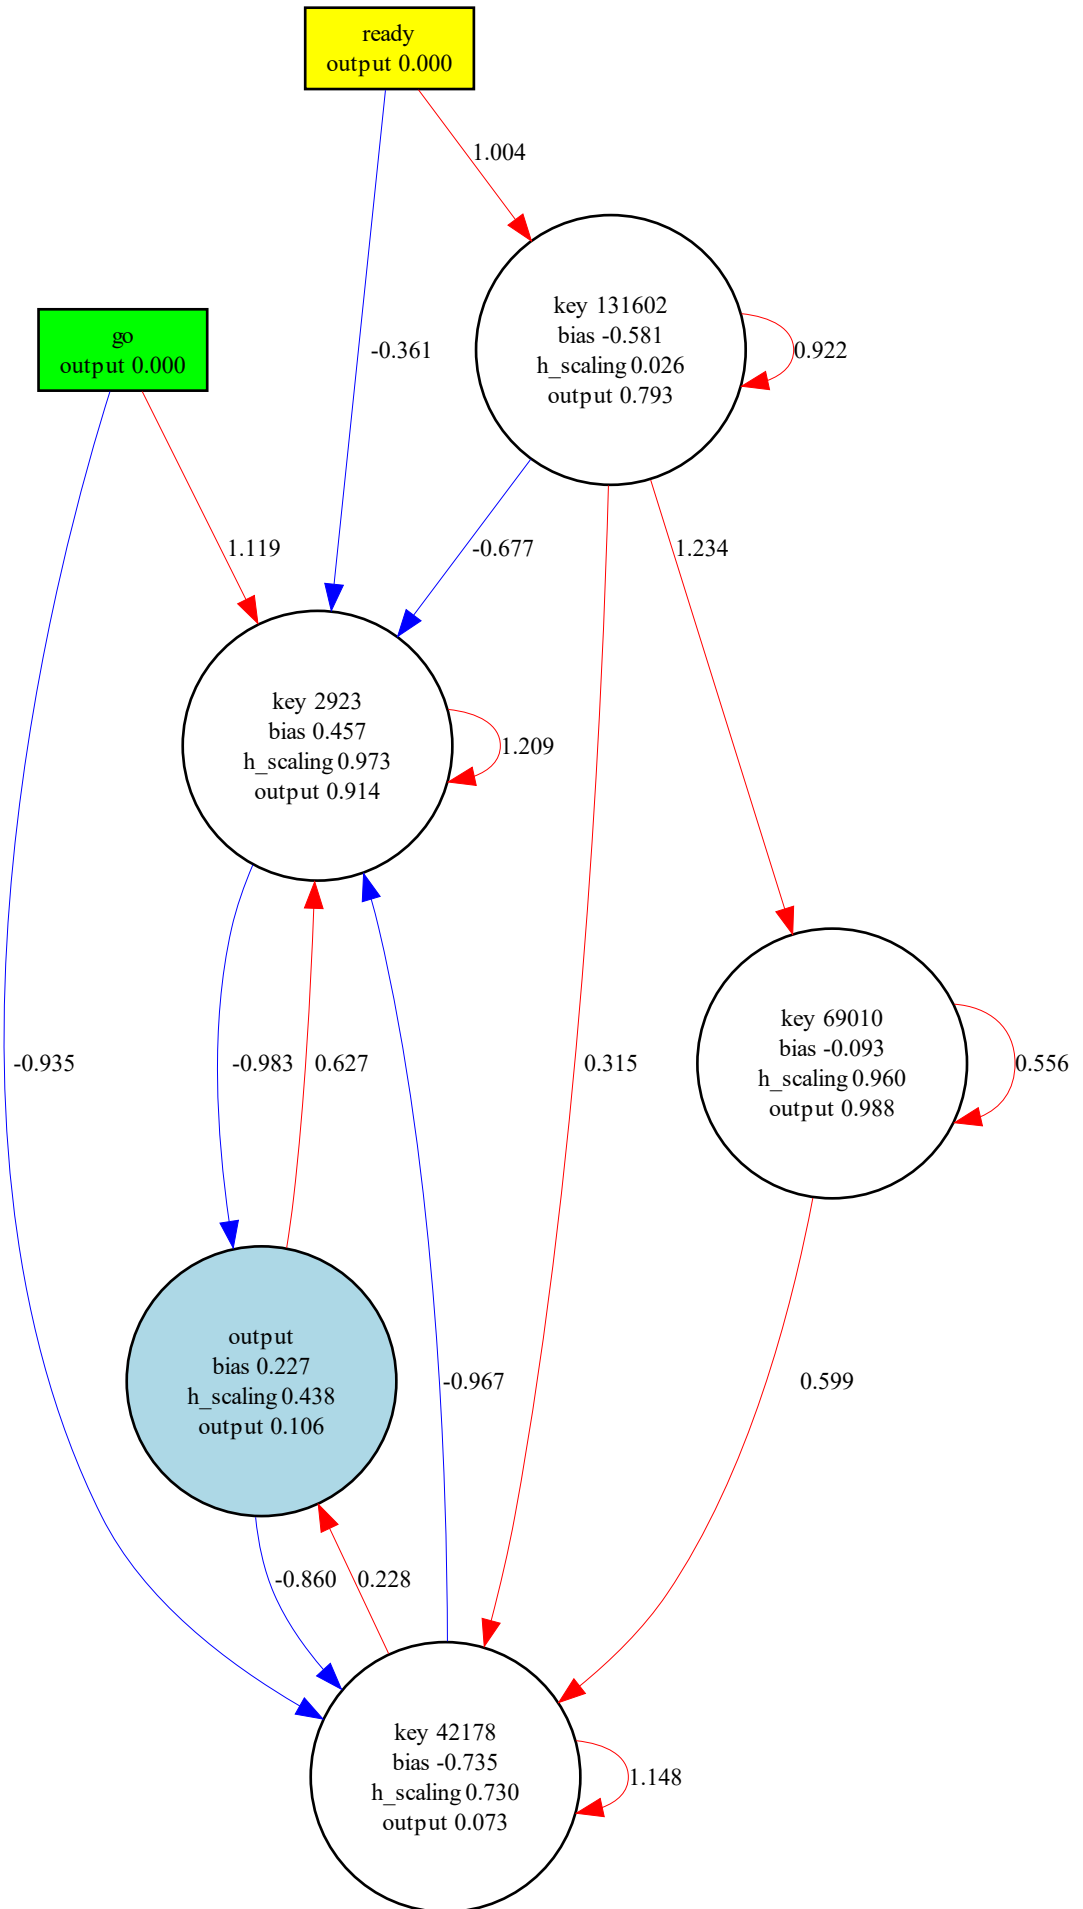 ready
output 0.000
1.004
key 131602
bias -0.581
h_scaling 0.026
output 0.793
0.922
go
output 0.000
-0.361
1.119
-0.677
1.234
key 2923
bias 0.457
h_scaling 0.973
output 0.914
1.209
key 69010
bias -0.093
h_scaling 0.960
output 0.988
0.556
-0.935
-0.983
0.627
0.315
output
bias 0.227
h_scaling 0.438
output 0.106
-0.967
0.599
-0.860
0.228
key 42178
bias -0.735
h_scaling 0.730
output 0.073
1.148